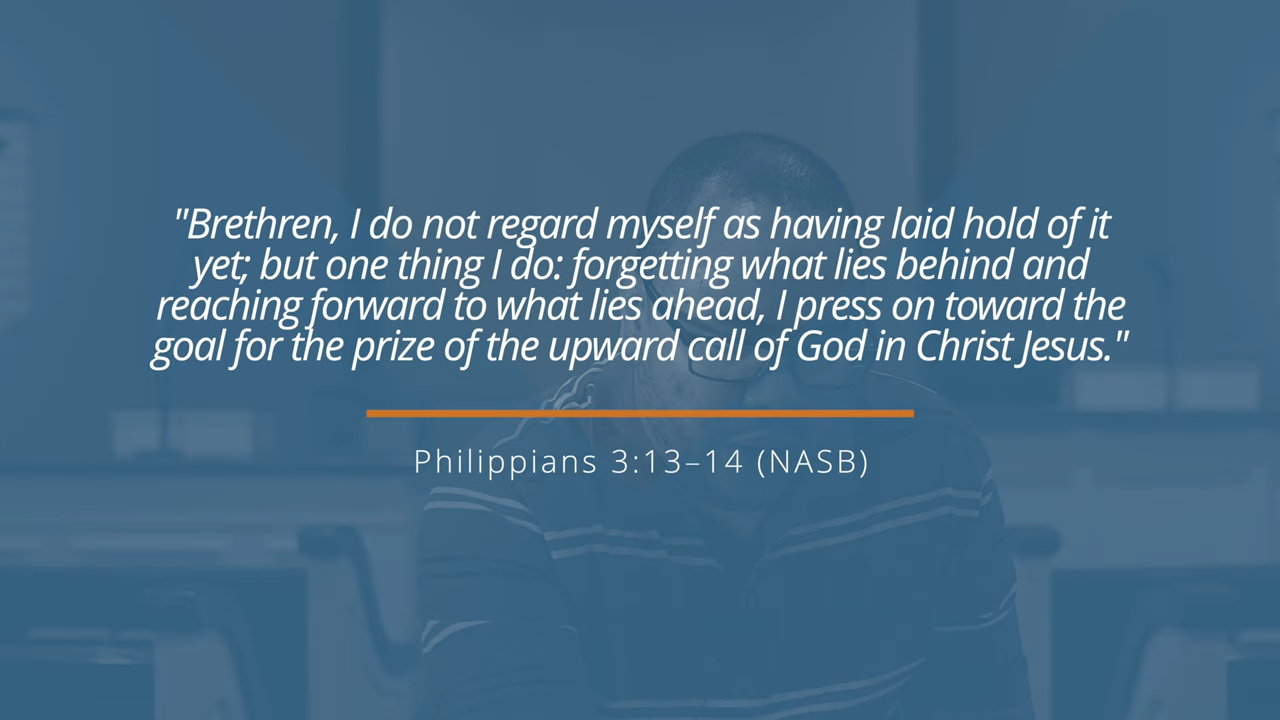 "Brethren, I do not regard myself as having laid hold of it
yet; but one thing I do: forgetting what lies behind and
reaching forward to what lies ahead, I press on toward the
goal for the prize of the upward call of God in Christ Jesus."
Philippians 3:13–14 (NASB)